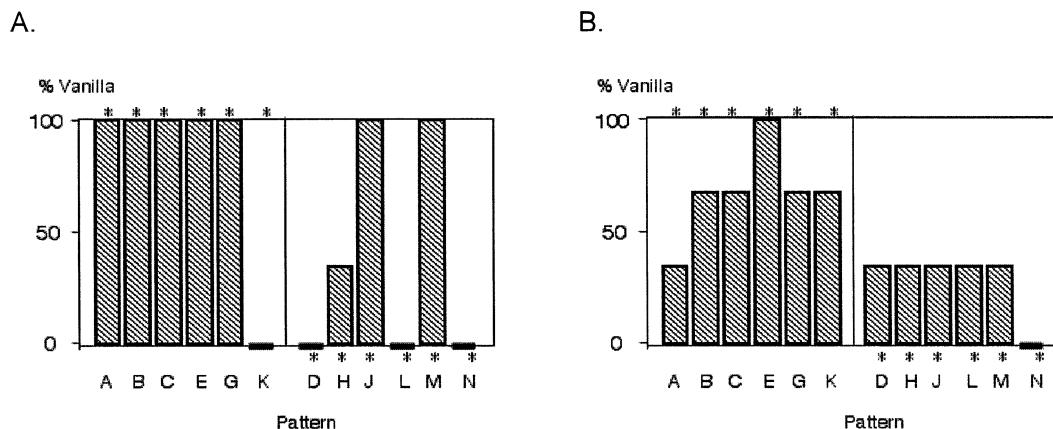 A.
% Vanilla
* * * * * *
100
50
0
* * * * * *
A B C E G K D H J L M N
Pattern
B.
% Vanilla
* * * * * *
100
50
0
* * * * * *
A B C E G K D H J L M N
Pattern